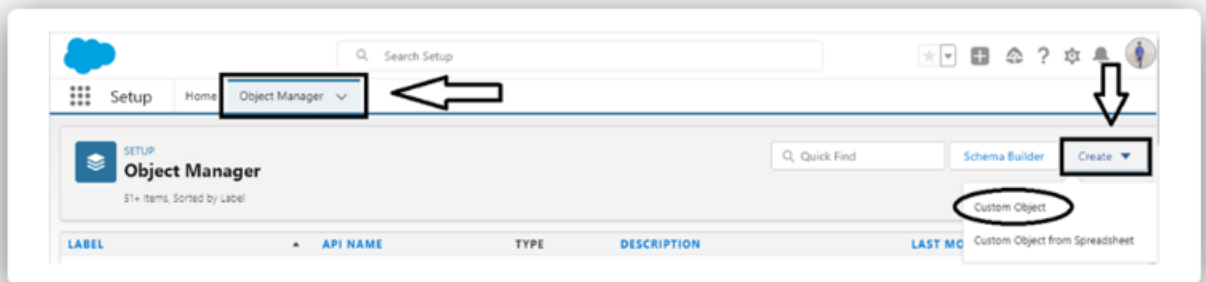 Search Setup
Setup Home Object Manager
SETUP
Object Manager
51+ Items, Sorted by Label
Quick Find
Schema Builder
Create
Custom Object
Custom Object from Spreadsheet
LABEL API NAME TYPE DESCRIPTION LAST MO